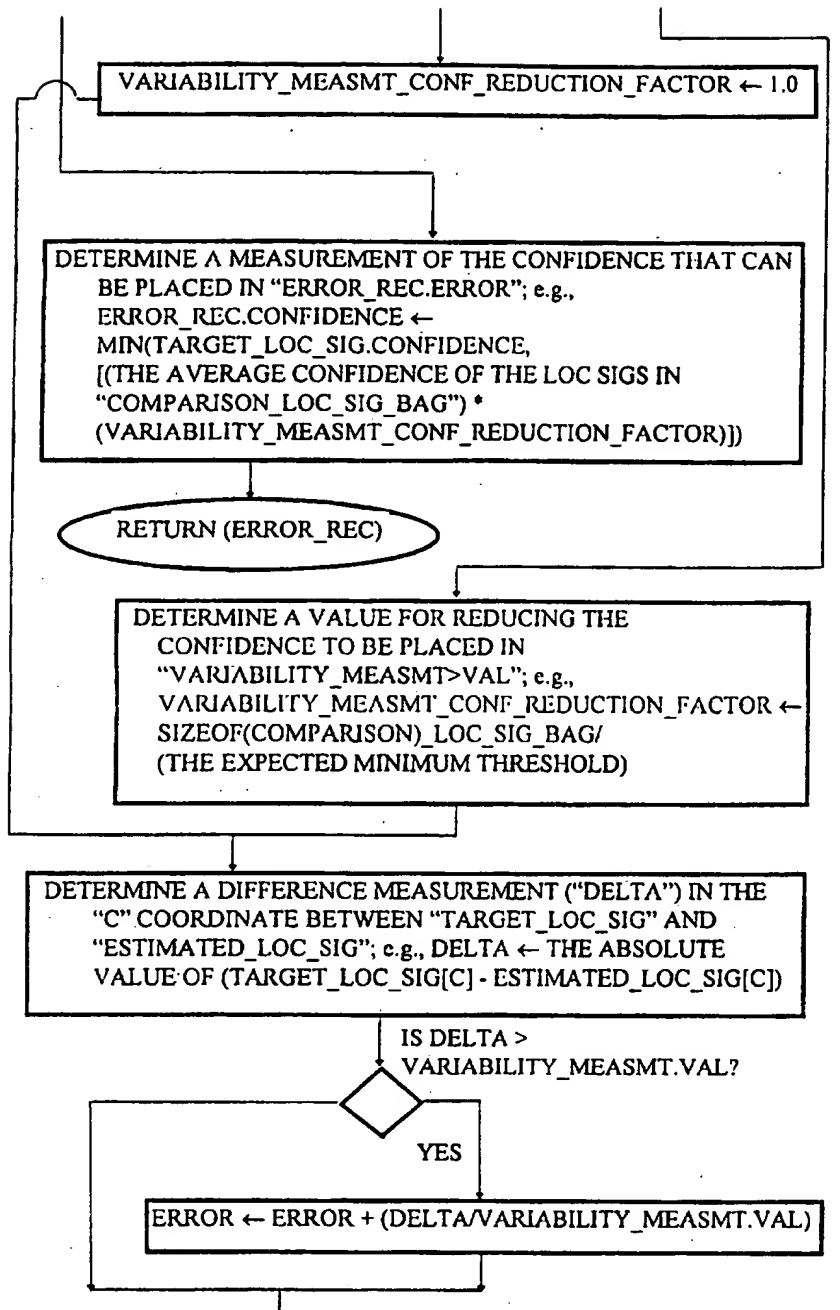 VARIABILITY_MEASMT_CONF_REDUCTION_FACTOR ← 1.0
DETERMINE A MEASUREMENT OF THE CONFIDENCE THAT CAN
BE PLACED IN “ERROR_REC.ERROR”; e.g.,
ERROR_REC.CONFIDENCE ←
MIN(TARGET_LOC_SIG.CONFIDENCE,
[(THE AVERAGE CONFIDENCE OF THE LOC SIGS IN
“COMPARISON_LOC_SIG_BAG”) *
(VARIABILITY_MEASMT_CONF_REDUCTION_FACTOR)])
RETURN (ERROR_REC)
DETERMINE A VALUE FOR REDUCING THE
CONFIDENCE TO BE PLACED IN
“VARIABILITY_MEASMT>VAL”; e.g.,
VARIABILITY_MEASMT_CONF_REDUCTION_FACTOR ←
SIZEOF(COMPARISON)_LOC_SIG_BAG/
(THE EXPECTED MINIMUM THRESHOLD)
DETERMINE A DIFFERENCE MEASUREMENT (“DELTA”) IN THE
“C” COORDINATE BETWEEN “TARGET_LOC_SIG” AND
“ESTIMATED_LOC_SIG”; e.g., DELTA ← THE ABSOLUTE
VALUE OF (TARGET_LOC_SIG[C] - ESTIMATED_LOC_SIG[C])
IS DELTA >
VARIABILITY_MEASMT.VAL?
YES
ERROR ← ERROR + (DELTA/VARIABILITY_MEASMT.VAL)